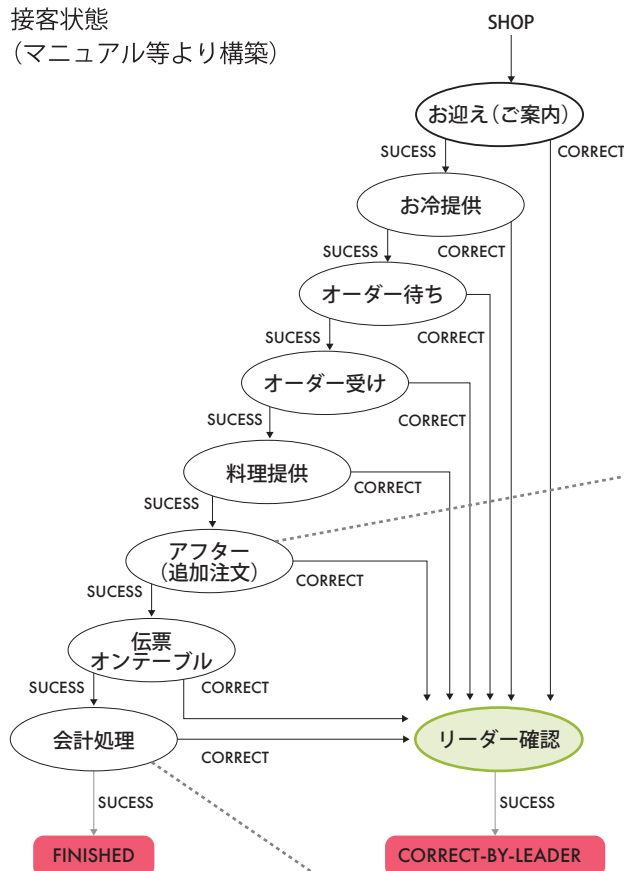 接客状態
（マニュアル等より構築）
SHOP
お迎え（ご案内）
SUCESS
CORRECT
お冷提供
SUCESS
CORRECT
オーダー待ち
SUCESS
CORRECT
オーダー受け
SUCESS
CORRECT
料理提供
SUCESS
CORRECT
アフター
（追加注文）
SUCESS
CORRECT
伝票
オンテーブル
SUCESS
CORRECT
会計処理
CORRECT
リーダー確認
SUCESS
SUCESS
FINISHED
CORRECT-BY-LEADER